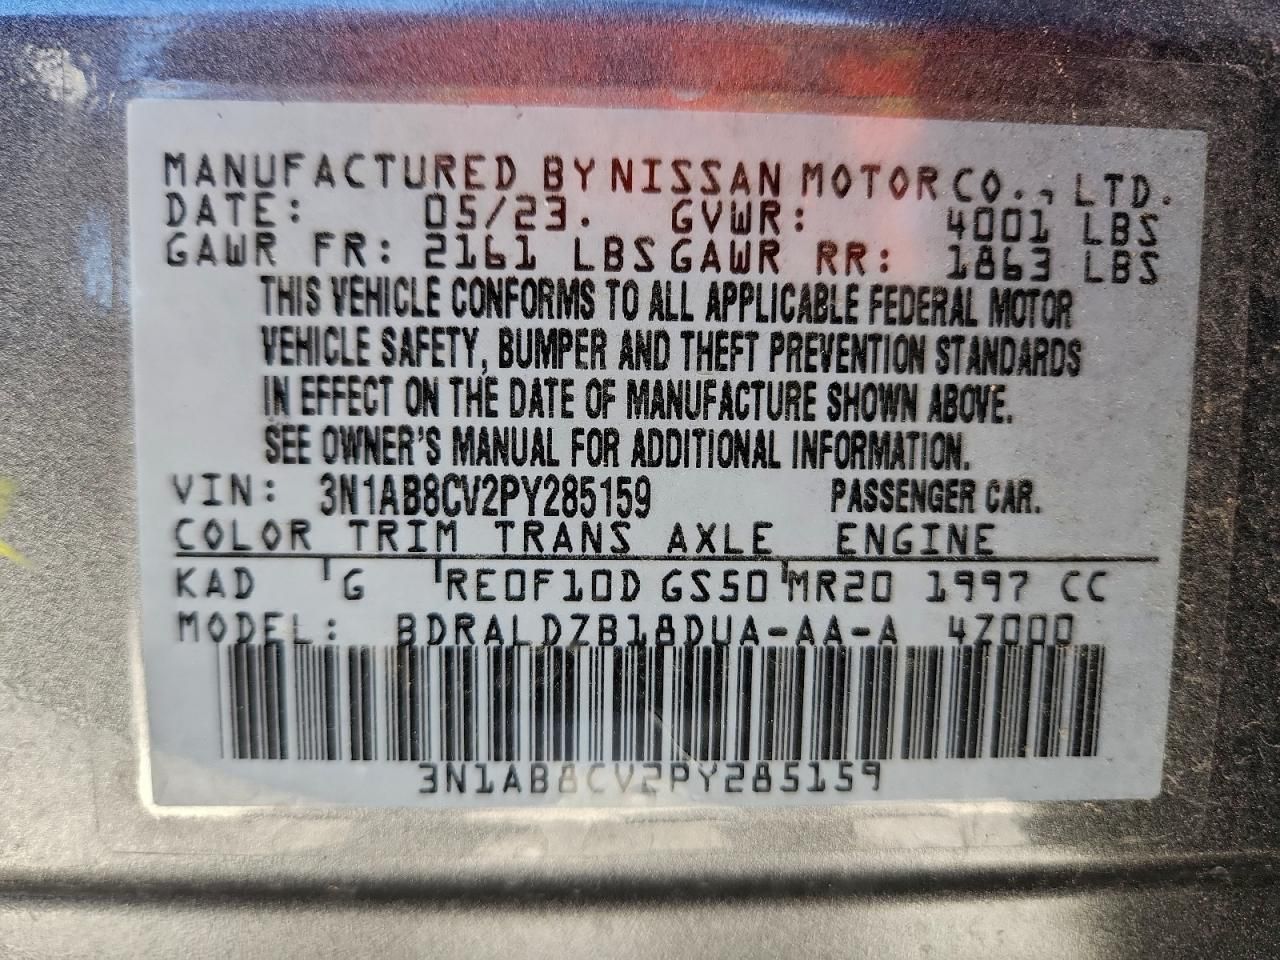 MANUFACTURED BY NISSAN MOTOR CO., LTD.
DATE: 05/23. GVWR: 4001 LBS
GAWR FR: 2161 LBS GAWR RR: 1863 LBS
THIS VEHICLE CONFORMS TO ALL APPLICABLE FEDERAL MOTOR
VEHICLE SAFETY, BUMPER AND THEFT PREVENTION STANDARDS
IN EFFECT ON THE DATE OF MANUFACTURE SHOWN ABOVE.
SEE OWNER'S MANUAL FOR ADDITIONAL INFORMATION.
VIN: 3N1AB8CV2PY285159 PASSENGER CAR.
COLOR TRIM TRANS AXLE ENGINE
KAD G RE0F10D GS50 MR20 1997 CC
MODEL: BDRALDZB18DUA-AA-A 4Z000
3N1AB8CV2PY285159